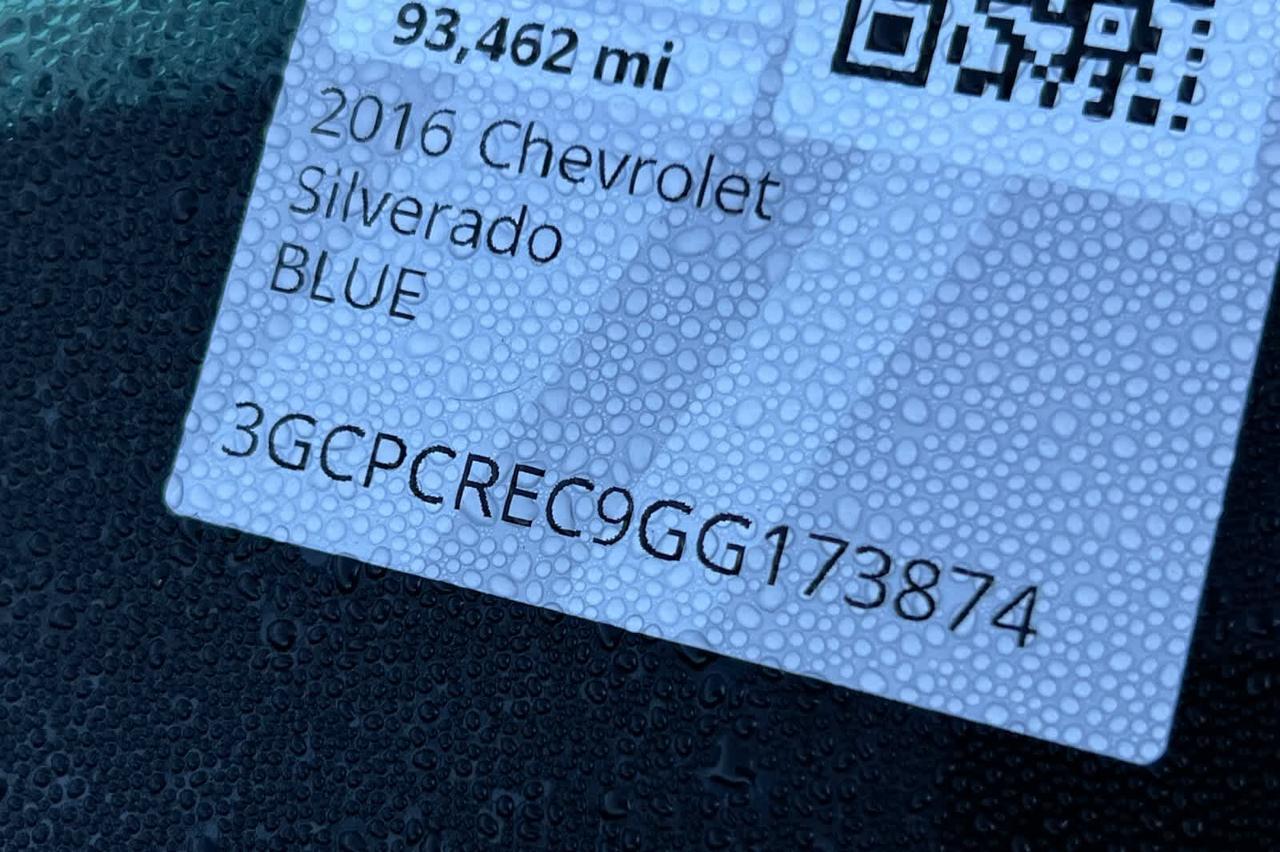 93,462 mi
2016 Chevrolet
Silverado
BLUE
3GCPCREC9GG173874